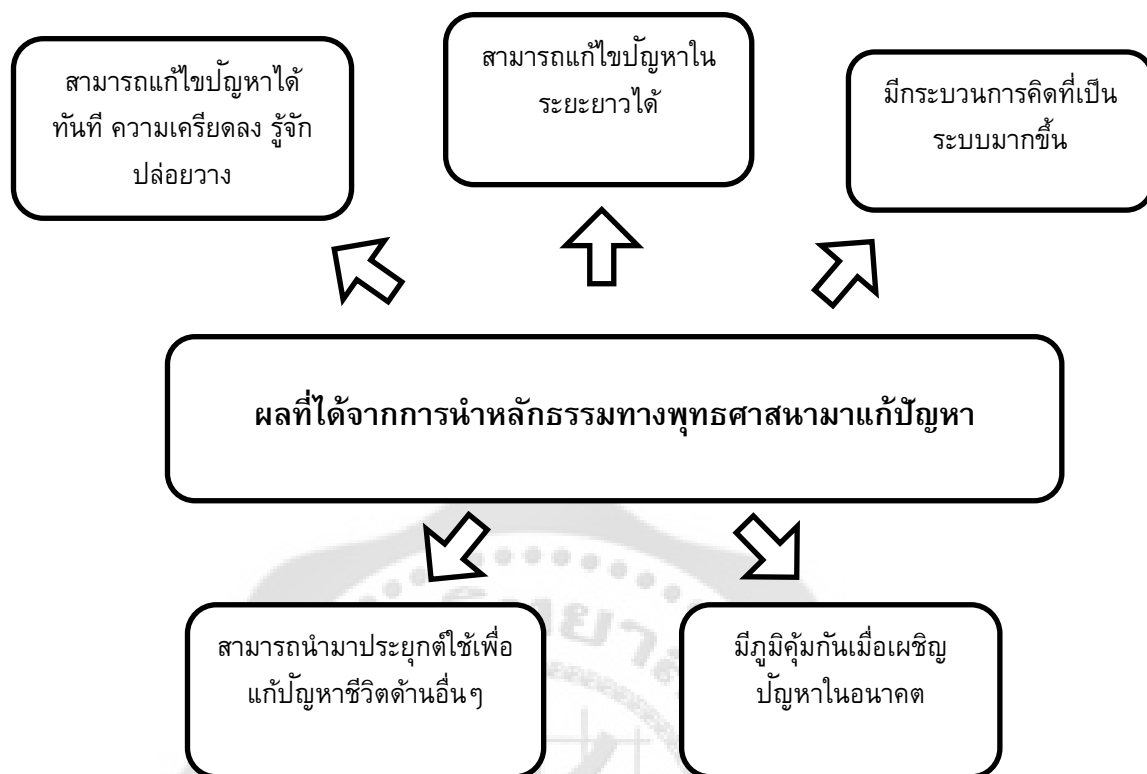 สามารถแก้ไขปัญหาได้
ทันที ความเครียดลง รู้จัก
ปล่อยวาง
สามารถแก้ไขปัญหาใน
ระยะยาวได้
มีกระบวนการคิดที่เป็น
ระบบมากขึ้น
ผลที่ได้จากการนำหลักธรรมทางพุทธศาสนามาแก้ปัญหา
สามารถนำมาประยุกต์ใช้เพื่อ
แก้ปัญหาชีวิตด้านอื่นๆ
มีภูมิคุ้มกันเมื่อเผชิญ
ปัญหาในอนาคต